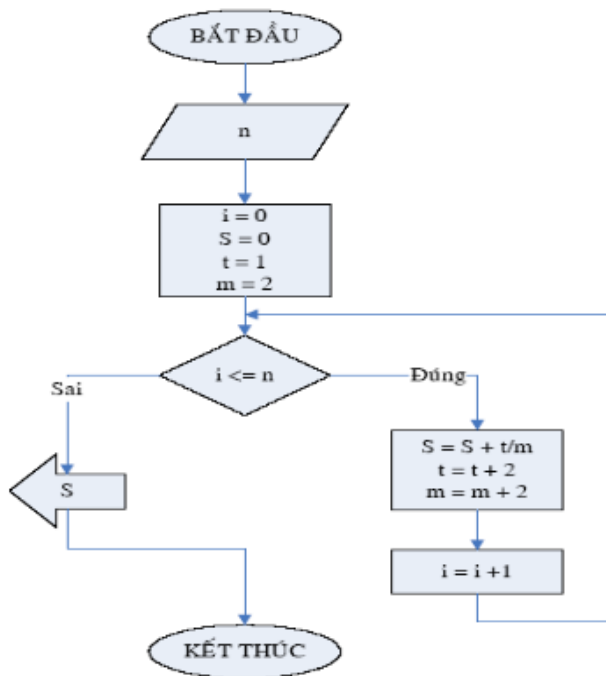 BẮT ĐẦU
n
i = 0
S = 0
t = 1
m = 2
i <= n
Sai
Đúng
S = S + t/m
t = t + 2
m = m + 2
S
i = i +1
KẾT THÚC